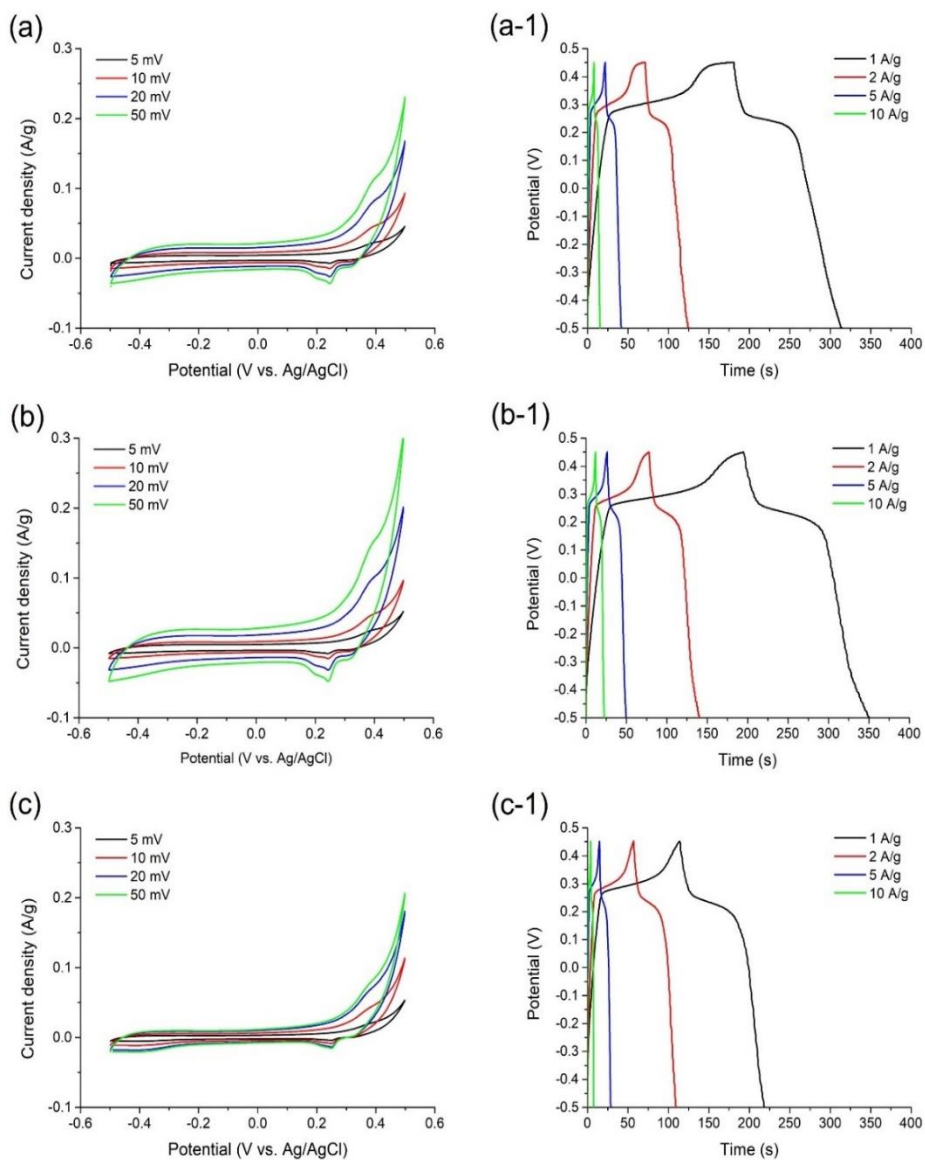 (a)
0.3
0.2
0.1
0.0
-0.1
Current density (A/g)
5 mV
10 mV
20 mV
50 mV
-0.6 -0.4 -0.2 0.0 0.2 0.4 0.6
Potential (V vs. Ag/AgCl)
(a-1)
0.5
0.4
0.3
0.2
0.1
0.0
-0.1
-0.2
-0.3
-0.4
-0.5
Potential (V)
1 A/g
2 A/g
5 A/g
10 A/g
0 50 100 150 200 250 300 350 400
Time (s)
(b)
0.3
0.2
0.1
0.0
-0.1
Current density (A/g)
5 mV
10 mV
20 mV
50 mV
-0.6 -0.4 -0.2 0.0 0.2 0.4 0.6
Potential (V vs. Ag/AgCl)
(b-1)
0.5
0.4
0.3
0.2
0.1
0.0
-0.1
-0.2
-0.3
-0.4
-0.5
Potential (V)
1 A/g
2 A/g
5 A/g
10 A/g
0 50 100 150 200 250 300 350 400
Time (s)
(c)
0.3
0.2
0.1
0.0
-0.1
Current density (A/g)
5 mV
10 mV
20 mV
50 mV
-0.6 -0.4 -0.2 0.0 0.2 0.4 0.6
Potential (V vs. Ag/AgCl)
(c-1)
0.5
0.4
0.3
0.2
0.1
0.0
-0.1
-0.2
-0.3
-0.4
-0.5
Potential (V)
1 A/g
2 A/g
5 A/g
10 A/g
0 50 100 150 200 250 300 350 400
Time (s)